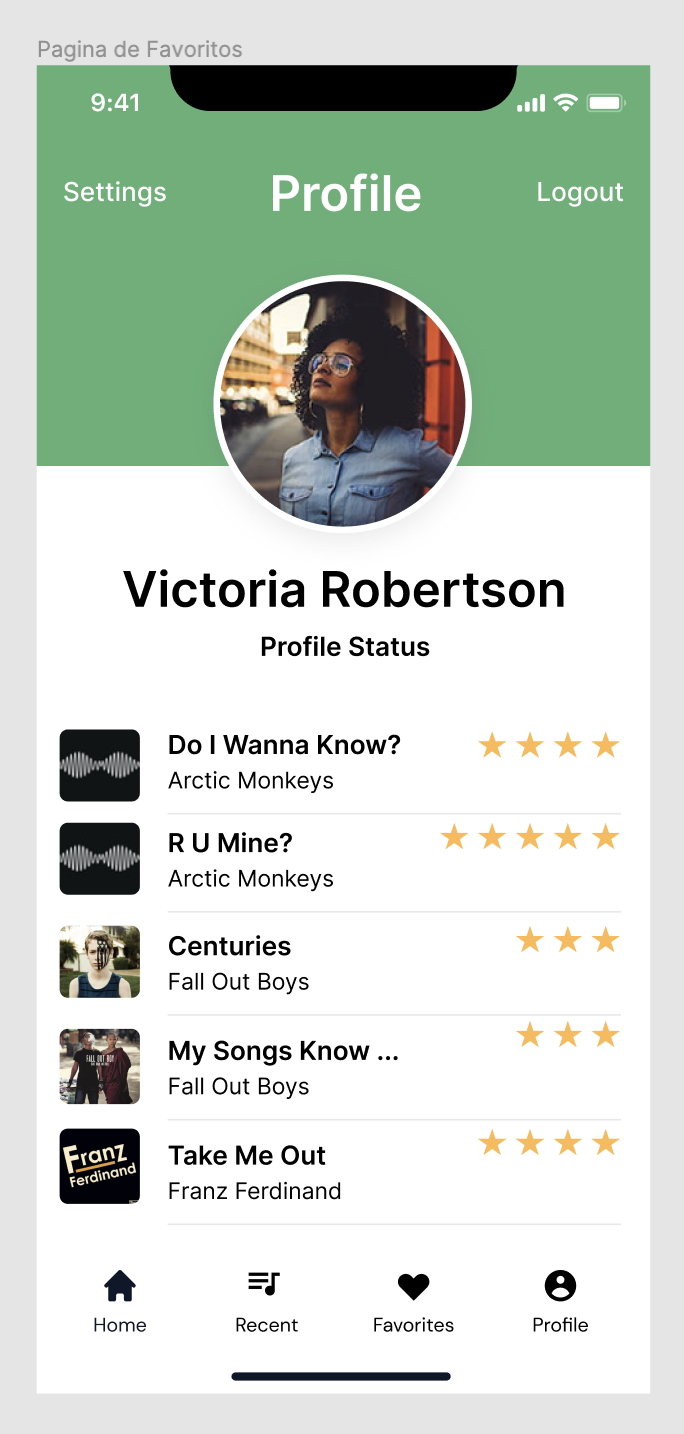 Pagina de Favoritos
9:41
Settings
Profile
Logout
Victoria Robertson
Profile Status
Do I Wanna Know?
Arctic Monkeys
R U Mine?
Arctic Monkeys
Centuries
Fall Out Boys
My Songs Know ...
FALL OUT BOY
Fall Out Boys
Take Me Out
Franz
Ferdinand
Franz Ferdinand
Home
Recent
Favorites
Profile